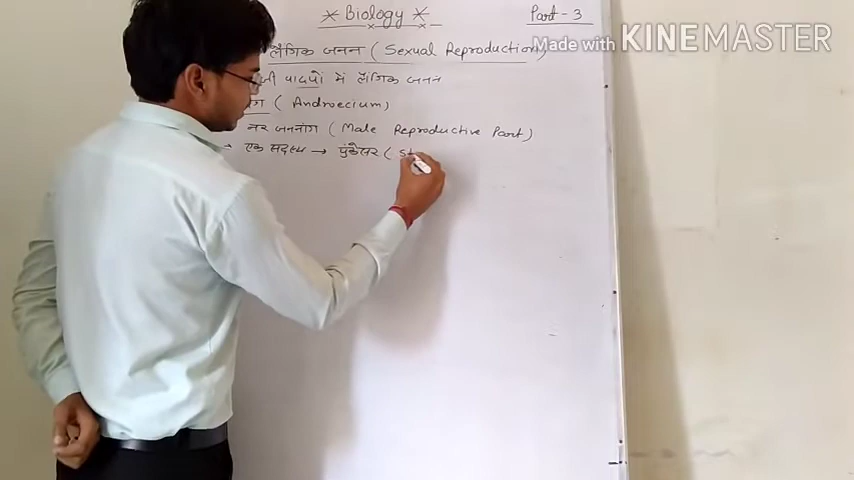 * Biology *
Part-3
लैंगिक जनन ( Sexual Reproduction )
Made with KINEMASTER
पादपों में लैंगिक जनन
( Androecium )
नर जननांग ( Male Reproductive Part )
→ एक सदस्य → पुंकेसर ( St